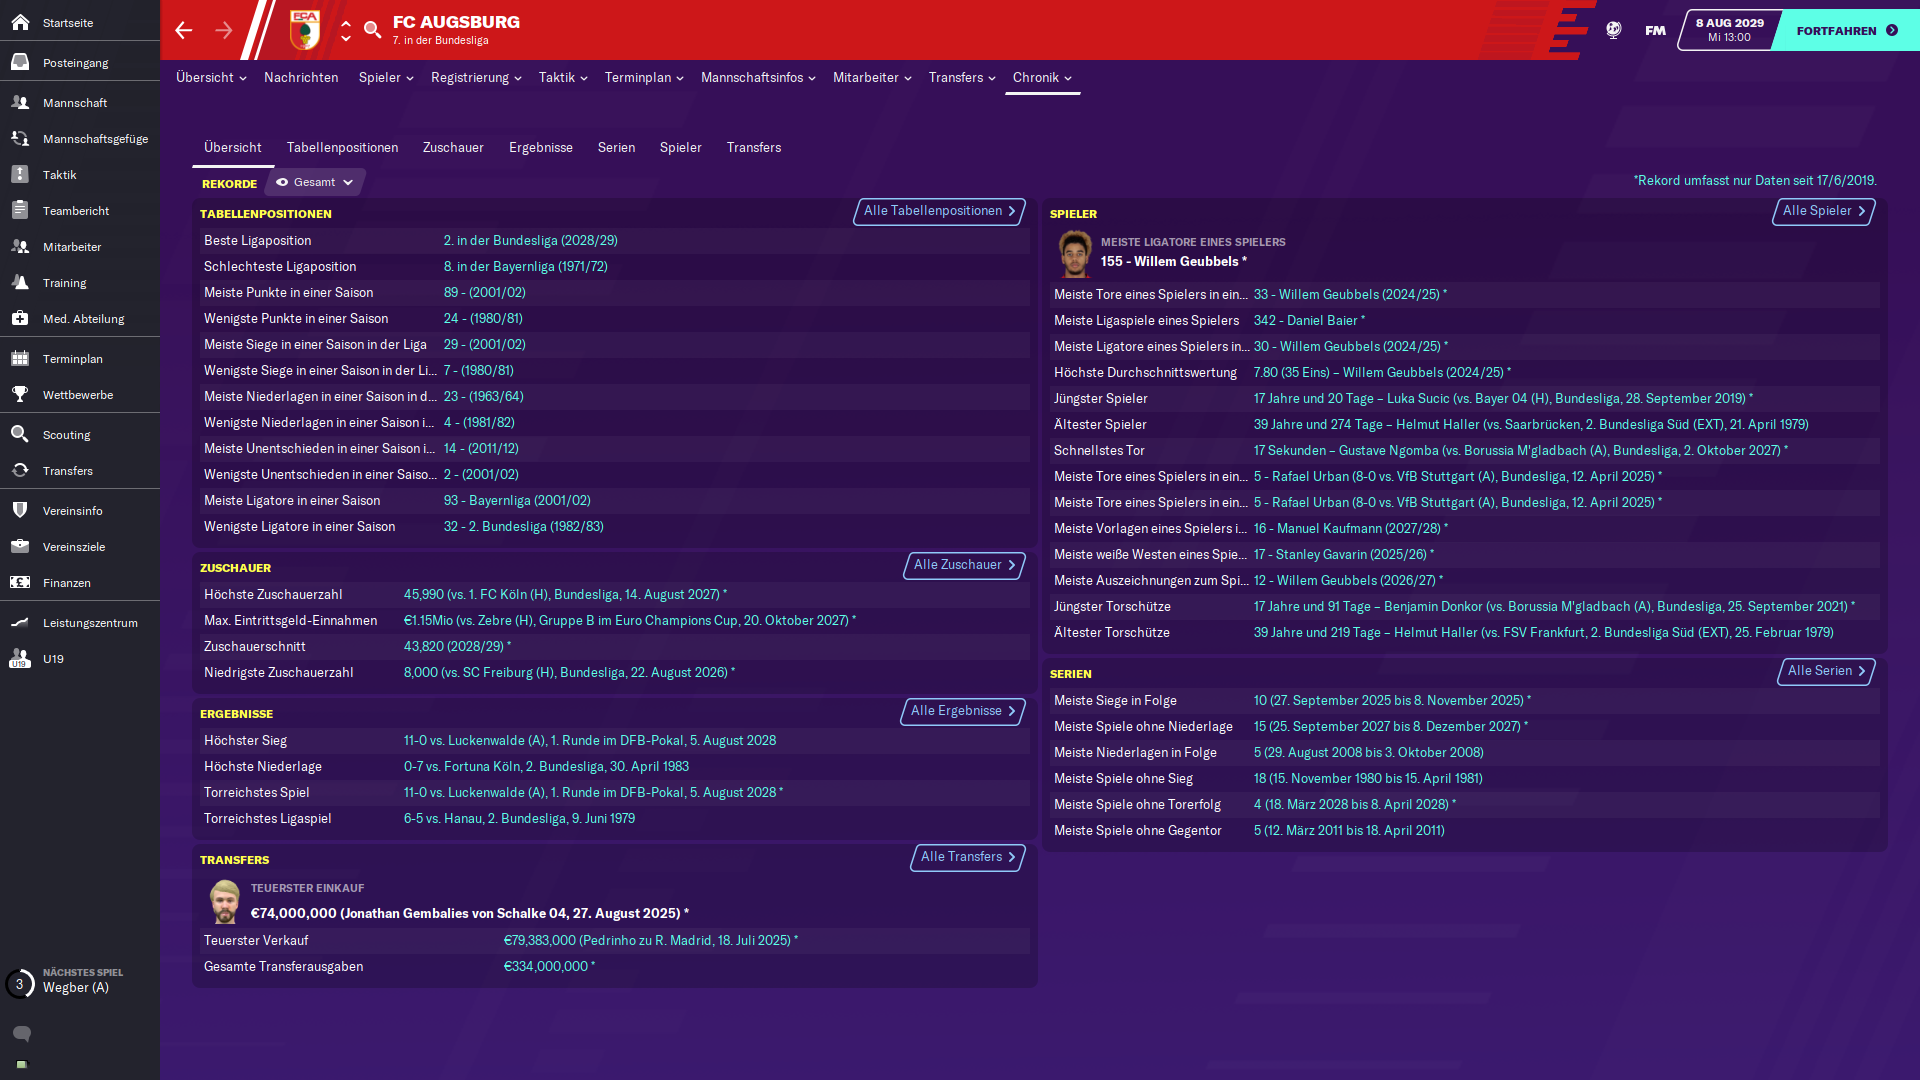 Startseite
Posteingang
Mannschaft
Mannschaftsgefüge
Taktik
Teambericht
Mitarbeiter
Training
Med. Abteilung
Terminplan
Wettbewerbe
Scouting
Transfers
Vereinsinfo
Vereinsziele
Finanzen
Leistungszentrum
U19
U19
NÄCHSTES SPIEL
3
Wegber (A)
FCA
FC AUGSBURG
7. in der Bundesliga
FM
8 AUG 2029
Mi 13:00
FORTFAHREN
Übersicht
Nachrichten
Spieler
Registrierung
Taktik
Terminplan
Mannschaftsinfos
Mitarbeiter
Transfers
Chronik
Übersicht
Tabellenpositionen
Zuschauer
Ergebnisse
Serien
Spieler
Transfers
REKORDE
Gesamt
*Rekord umfasst nur Daten seit 17/6/2019.
TABELLENPOSITIONEN
Alle Tabellenpositionen
Beste Ligaposition 2. in der Bundesliga (2028/29)
Schlechteste Ligaposition 8. in der Bayernliga (1971/72)
Meiste Punkte in einer Saison 89 - (2001/02)
Wenigste Punkte in einer Saison 24 - (1980/81)
Meiste Siege in einer Saison in der Liga 29 - (2001/02)
Wenigste Siege in einer Saison in der Li... 7 - (1980/81)
Meiste Niederlagen in einer Saison in d... 23 - (1963/64)
Wenigste Niederlagen in einer Saison i... 4 - (1981/82)
Meiste Unentschieden in einer Saison i... 14 - (2011/12)
Wenigste Unentschieden in einer Saiso... 2 - (2001/02)
Meiste Ligatore in einer Saison 93 - Bayernliga (2001/02)
Wenigste Ligatore in einer Saison 32 - 2. Bundesliga (1982/83)
ZUSCHAUER
Alle Zuschauer
Höchste Zuschauerzahl 45,990 (vs. 1. FC Köln (H), Bundesliga, 14. August 2027) *
Max. Eintrittsgeld-Einnahmen €1.15Mio (vs. Zebre (H), Gruppe B im Euro Champions Cup, 20. Oktober 2027) *
Zuschauerschnitt 43,820 (2028/29) *
Niedrigste Zuschauerzahl 8,000 (vs. SC Freiburg (H), Bundesliga, 22. August 2026) *
ERGEBNISSE
Alle Ergebnisse
Höchster Sieg 11-0 vs. Luckenwalde (A), 1. Runde im DFB-Pokal, 5. August 2028
Höchste Niederlage 0-7 vs. Fortuna Köln, 2. Bundesliga, 30. April 1983
Torreichstes Spiel 11-0 vs. Luckenwalde (A), 1. Runde im DFB-Pokal, 5. August 2028 *
Torreichstes Ligaspiel 6-5 vs. Hanau, 2. Bundesliga, 9. Juni 1979
TRANSFERS
Alle Transfers
TEUERSTER EINKAUF
€74,000,000 (Jonathan Gembalies von Schalke 04, 27. August 2025) *
Teuerster Verkauf €79,383,000 (Pedrinho zu R. Madrid, 18. Juli 2025) *
Gesamte Transferausgaben €334,000,000 *
SPIELER
Alle Spieler
MEISTE LIGATORE EINES SPIELERS
155 - Willem Geubbels *
Meiste Tore eines Spielers in ein... 33 - Willem Geubbels (2024/25) *
Meiste Ligaspiele eines Spielers 342 - Daniel Baier *
Meiste Ligatore eines Spielers in... 30 - Willem Geubbels (2024/25) *
Höchste Durchschnittswertung 7.80 (35 Eins) – Willem Geubbels (2024/25) *
Jüngster Spieler 17 Jahre und 20 Tage – Luka Sucic (vs. Bayer 04 (H), Bundesliga, 28. September 2019) *
Ältester Spieler 39 Jahre und 274 Tage – Helmut Haller (vs. Saarbrücken, 2. Bundesliga Süd (EXT), 21. April 1979)
Schnellstes Tor 17 Sekunden – Gustave Ngomba (vs. Borussia M'gladbach (A), Bundesliga, 2. Oktober 2027) *
Meiste Tore eines Spielers in ein... 5 - Rafael Urban (8-0 vs. VfB Stuttgart (A), Bundesliga, 12. April 2025) *
Meiste Tore eines Spielers in ein... 5 - Rafael Urban (8-0 vs. VfB Stuttgart (A), Bundesliga, 12. April 2025) *
Meiste Vorlagen eines Spielers i... 16 - Manuel Kaufmann (2027/28) *
Meiste weiße Westen eines Spie... 17 - Stanley Gavarin (2025/26) *
Meiste Auszeichnungen zum Spi... 12 - Willem Geubbels (2026/27) *
Jüngster Torschütze 17 Jahre und 91 Tage – Benjamin Donkor (vs. Borussia M'gladbach (A), Bundesliga, 25. September 2021) *
Ältester Torschütze 39 Jahre und 219 Tage – Helmut Haller (vs. FSV Frankfurt, 2. Bundesliga Süd (EXT), 25. Februar 1979)
SERIEN
Alle Serien
Meiste Siege in Folge 10 (27. September 2025 bis 8. November 2025) *
Meiste Spiele ohne Niederlage 15 (25. September 2027 bis 8. Dezember 2027) *
Meiste Niederlagen in Folge 5 (29. August 2008 bis 3. Oktober 2008)
Meiste Spiele ohne Sieg 18 (15. November 1980 bis 15. April 1981)
Meiste Spiele ohne Torerfolg 4 (18. März 2028 bis 8. April 2028) *
Meiste Spiele ohne Gegentor 5 (12. März 2011 bis 18. April 2011)